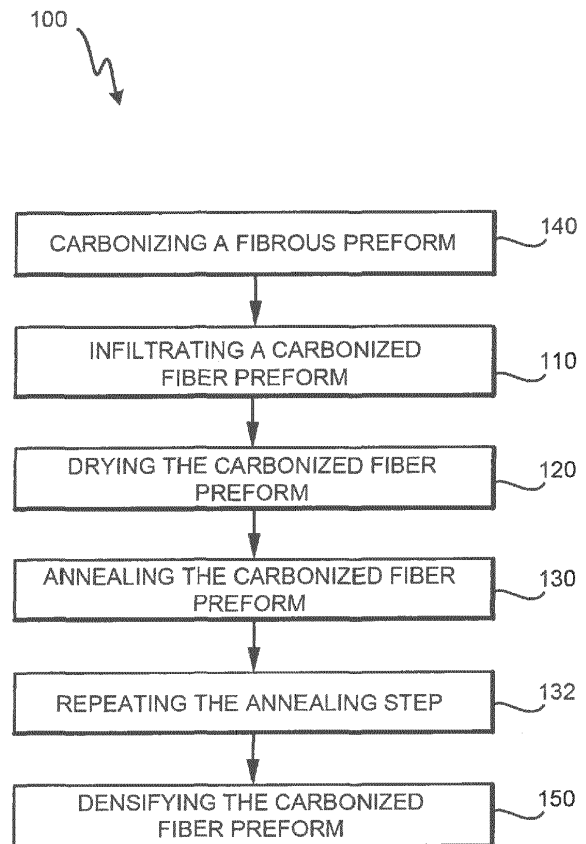 100
CARBONIZING A FIBROUS PREFORM
140
INFILTRATING A CARBONIZED
FIBER PREFORM
110
DRYING THE CARBONIZED FIBER
PREFORM
120
ANNEALING THE CARBONIZED FIBER
PREFORM
130
REPEATING THE ANNEALING STEP
132
DENSIFYING THE CARBONIZED
FIBER PREFORM
150